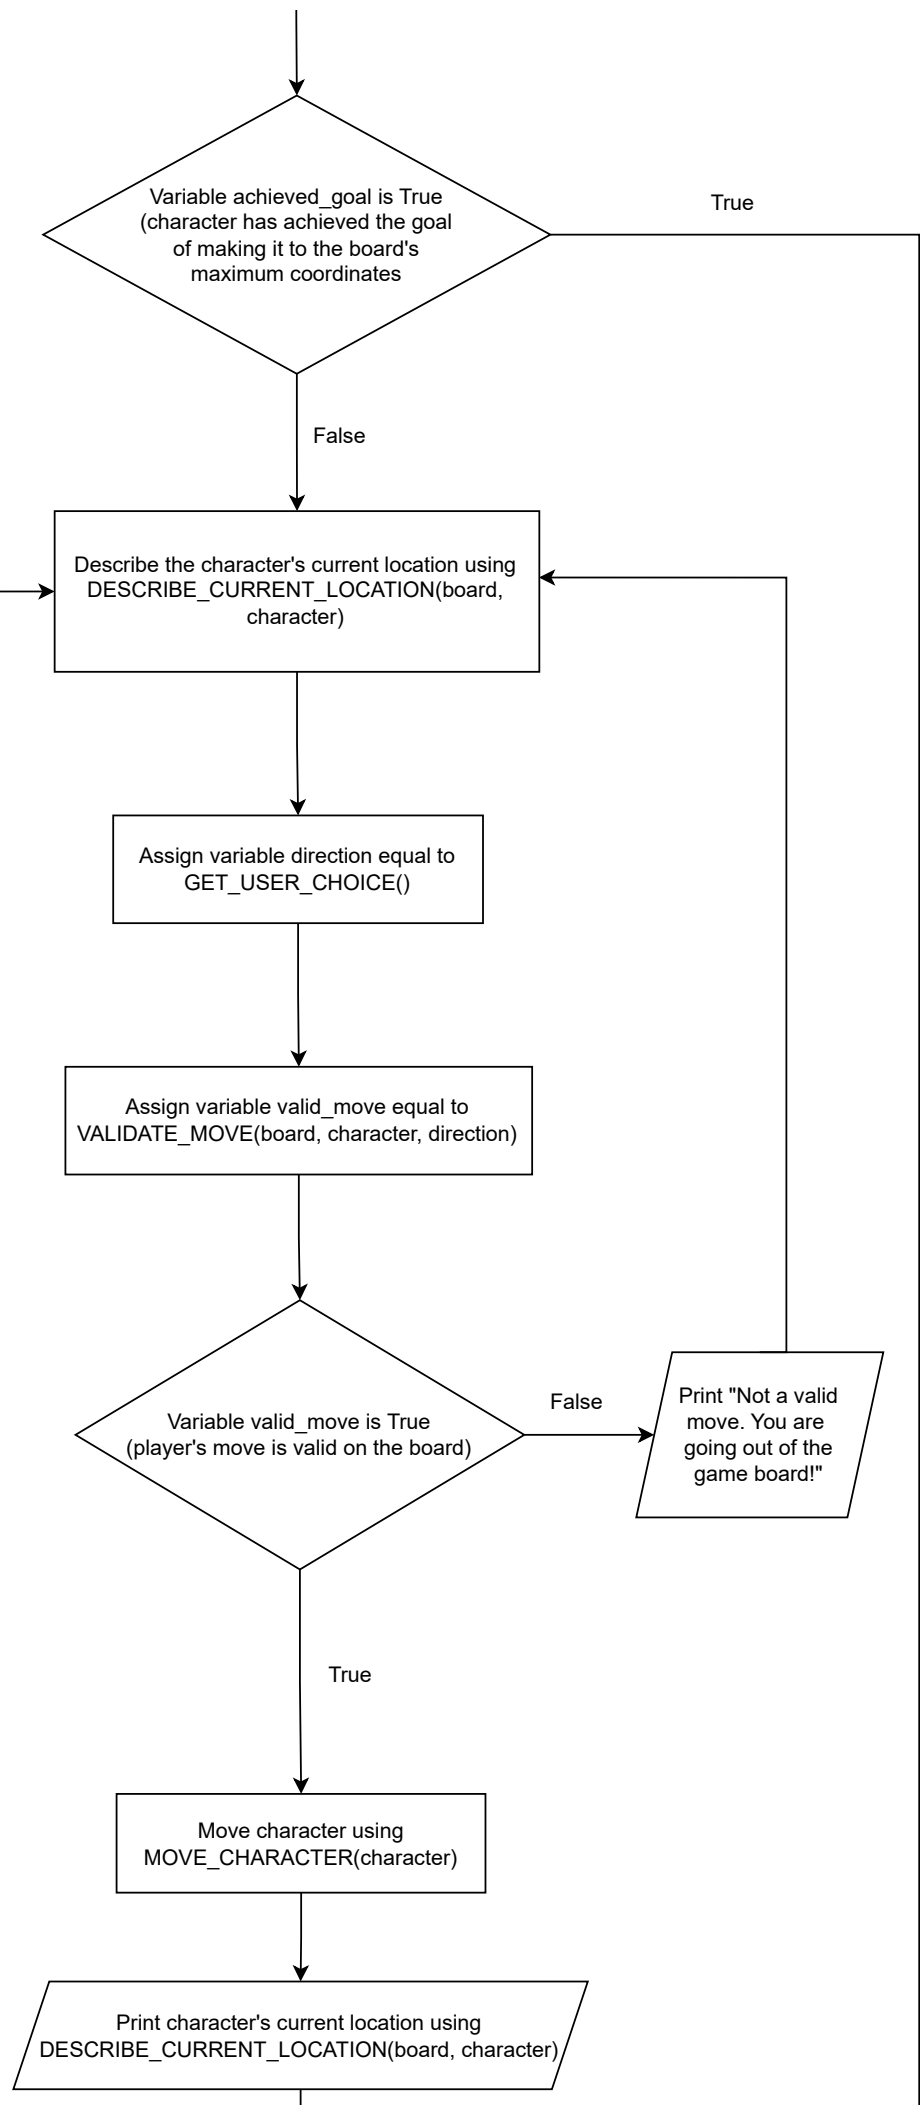 Variable achieved_goal is True
(character has achieved the goal
of making it to the board's
maximum coordinates
True
False
Describe the character's current location using
DESCRIBE_CURRENT_LOCATION(board,
character)
Assign variable direction equal to
GET_USER_CHOICE()
Assign variable valid_move equal to
VALIDATE_MOVE(board, character, direction)
Variable valid_move is True
(player's move is valid on the board)
False
Print "Not a valid
move. You are
going out of the
game board!"
True
Move character using
MOVE_CHARACTER(character)
Print character's current location using
DESCRIBE_CURRENT_LOCATION(board, character)